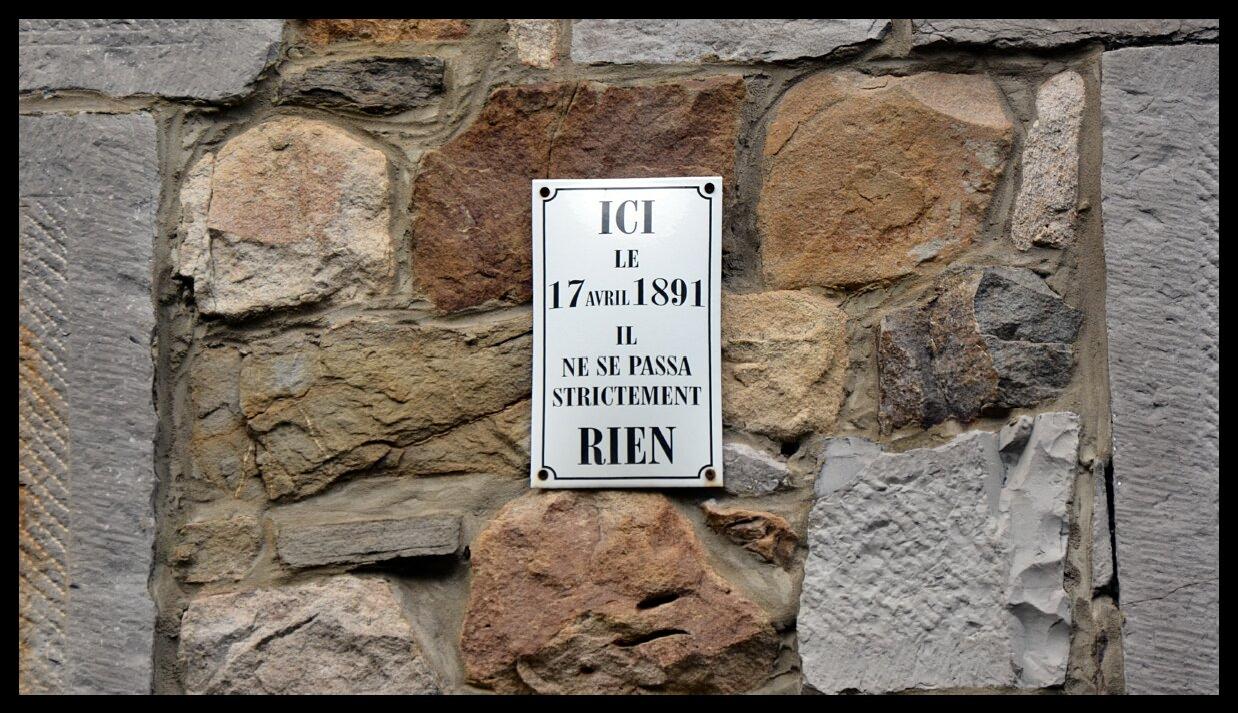 ICI
LE
17 AVRIL 1891
IL
NE SE PASSA
STRICTEMENT
RIEN